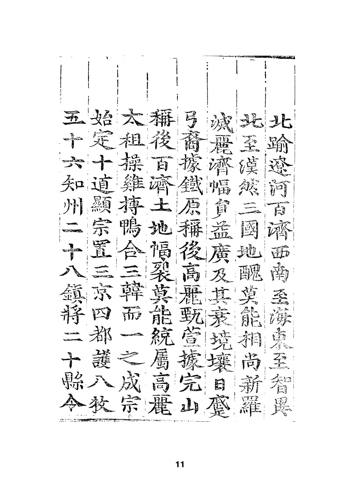 北踰遼河百濟西南至海東至智異
北至漢然三國地醜莫能相尚新羅
滅麗濟幅員益廣及其衰境壤日蹙
弓裔據鐵原稱後高麗甄萱據完山
稱後百濟土地幅裂莫能統屬高麗
太祖操雞搏鴨合三韓而一之成宗
始定十道顯宗置三京四都護八牧
五十六知州二十八鎮將二十縣令
11